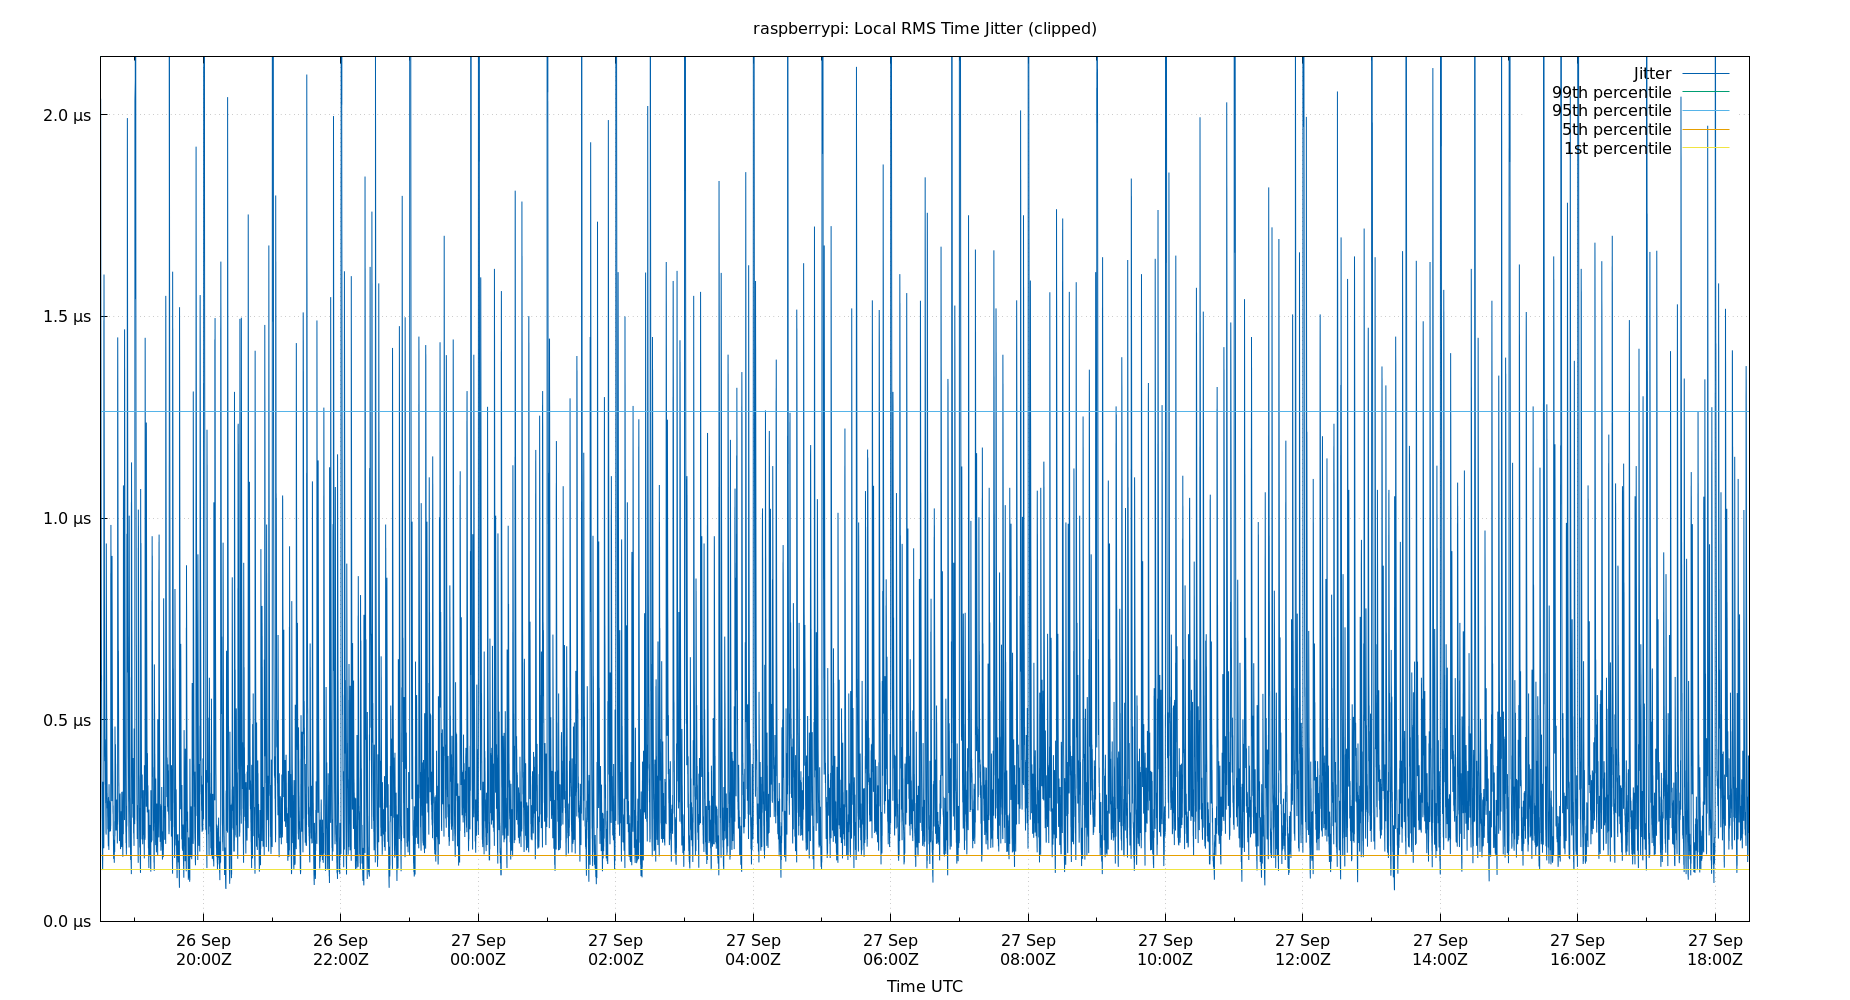 raspberrypi: Local RMS Time Jitter (clipped)
Jitter
99th percentile
95th percentile
5th percentile
1st percentile
2.0 µs
1.5 µs
1.0 µs
0.5 µs
0.0 µs
26 Sep 26 Sep 27 Sep 27 Sep 27 Sep 27 Sep 27 Sep 27 Sep 27 Sep 27 Sep 27 Sep 27 Sep
20:00Z 22:00Z 00:00Z 02:00Z 04:00Z 06:00Z 08:00Z 10:00Z 12:00Z 14:00Z 16:00Z 18:00Z
Time UTC